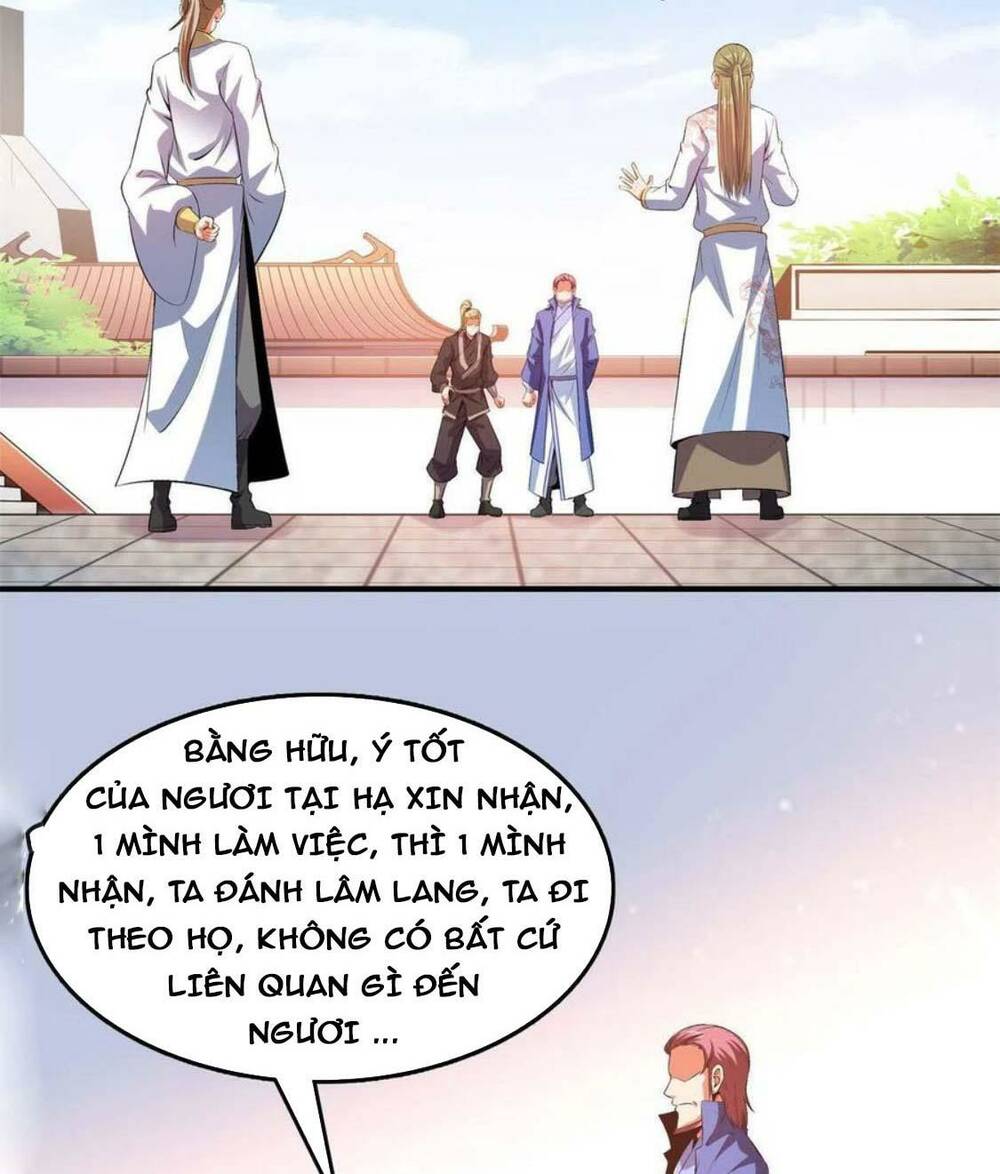 BẰNG HỮU, Ý TỐT
CỦA NGƯƠI TẠI HẠ XIN NHẬN,
1 MÌNH LÀM VIỆC, THÌ 1 MÌNH
NHẬN, TA ĐÁNH LÂM LANG, TA ĐI
THEO HỌ, KHÔNG CÓ BẤT CỨ
LIÊN QUAN GÌ ĐẾN
NGƯƠI ...